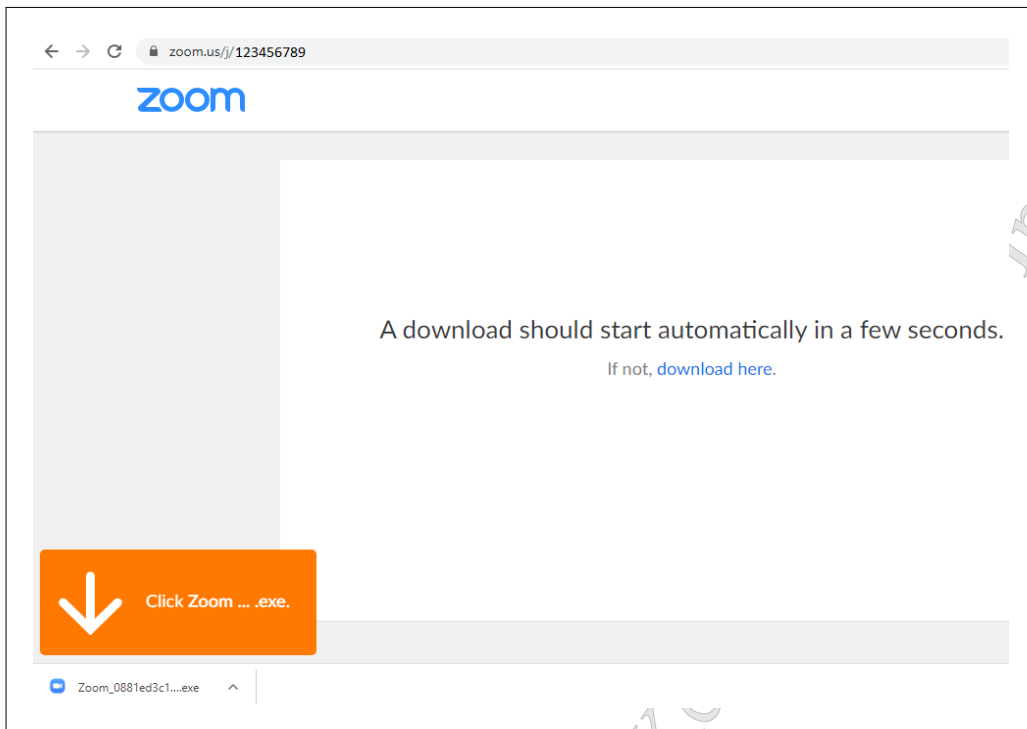 zoom.us/j/123456789
zoom
A download should start automatically in a few seconds.
If not, download here.
Click Zoom ... .exe.
Zoom_0881ed3c1....exe